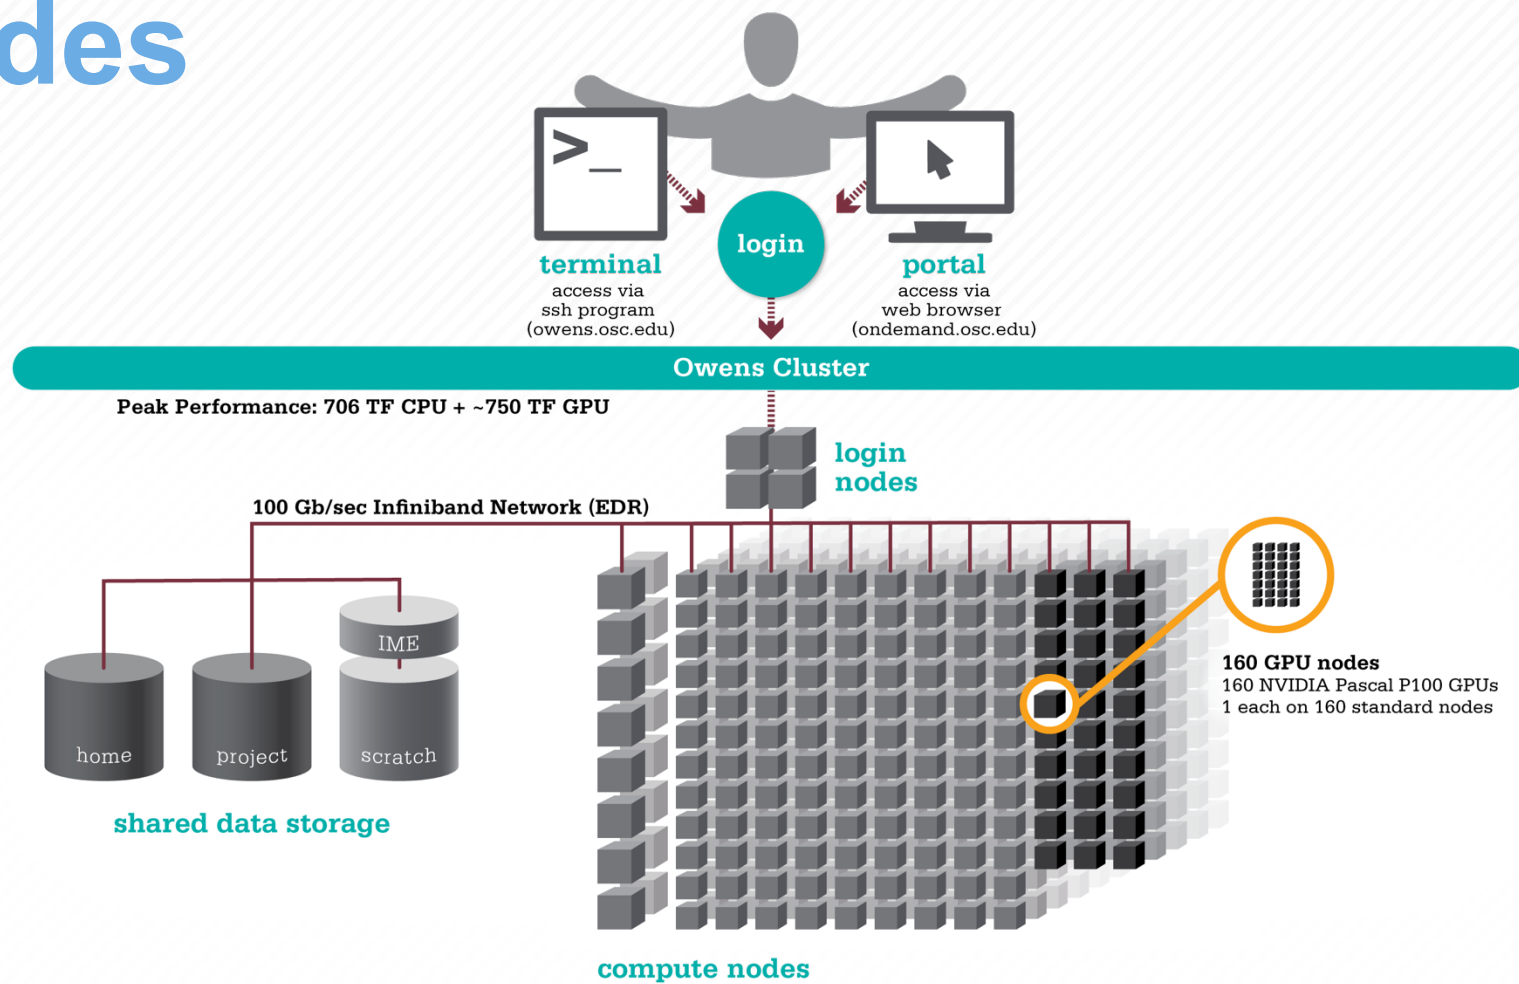 des
>_
login
terminal
access via
ssh program
(owens.osc.edu)
portal
access via
web browser
(ondemand.osc.edu)
Owens Cluster
Peak Performance: 706 TF CPU + ~750 TF GPU
login
nodes
100 Gb/sec Infiniband Network (EDR)
IME
home
project
scratch
shared data storage
160 GPU nodes
160 NVIDIA Pascal P100 GPUs
1 each on 160 standard nodes
compute nodes